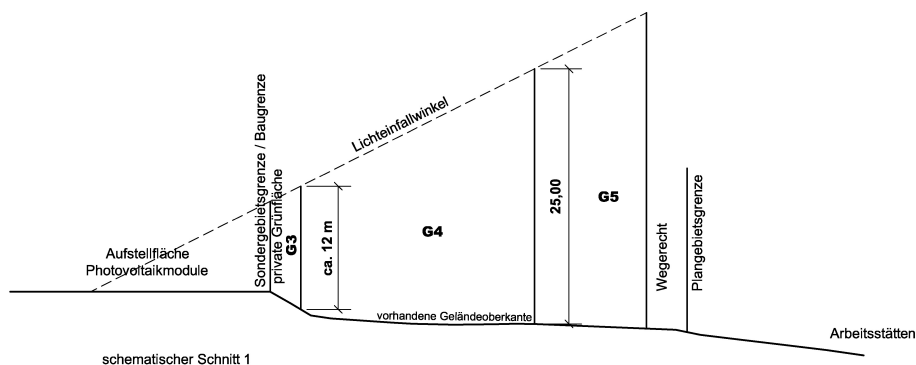 Sondergebietsgrenze / Baugrenze
private Grünfläche
Lichteinfallwinkel
Aufstellfläche
Photovoltaikmodule
G3
ca. 12 m
G4
25,00
G5
Wegerecht
Plangebietsgrenze
vorhandene Geländeoberkante
Arbeitsstätten
schematischer Schnitt 1